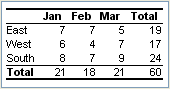 Jan Feb Mar Total
East 7 7 5 19
West 6 4 7 17
South 8 7 9 24
Total 21 18 21 60